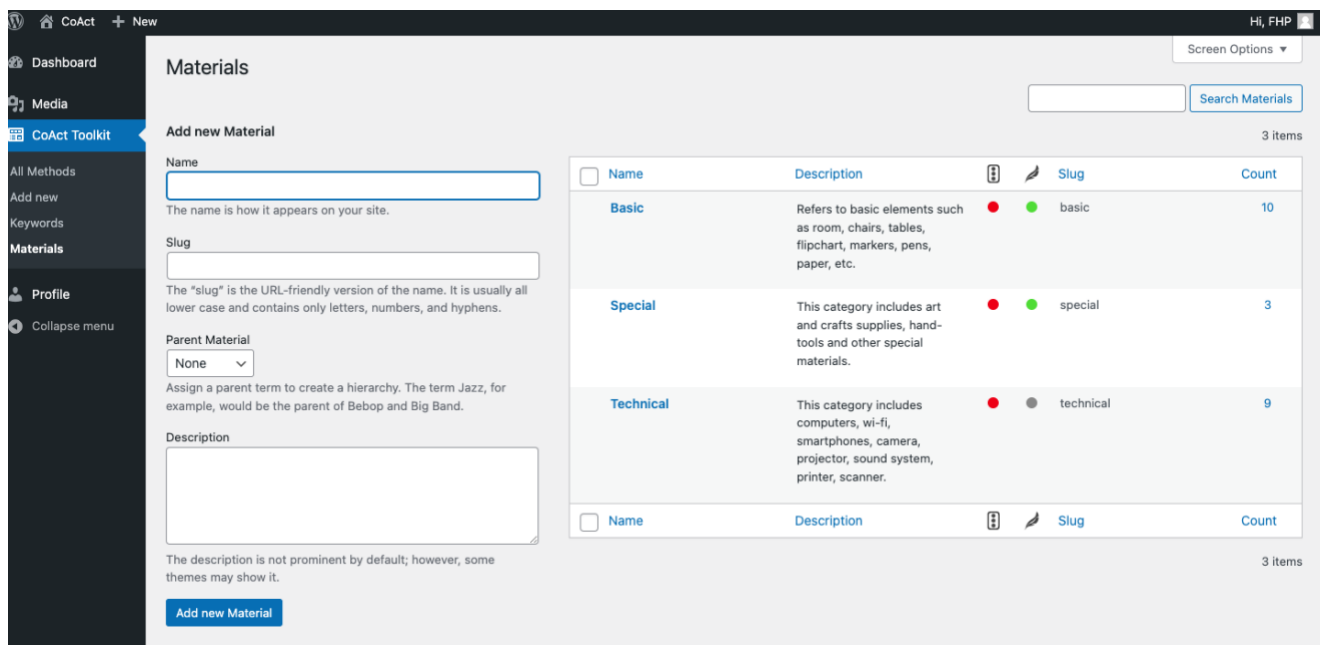 CoAct
New
Hi, FHP
Dashboard
Media
CoAct Toolkit
All Methods
Add new
Keywords
Materials
Profile
Collapse menu
Screen Options
Materials
Search Materials
Add new Material
3 items
Name
The name is how it appears on your site.
Slug
The “slug” is the URL-friendly version of the name. It is usually all
lower case and contains only letters, numbers, and hyphens.
Parent Material
None
Assign a parent term to create a hierarchy. The term Jazz, for
example, would be the parent of Bebop and Big Band.
Description
The description is not prominent by default; however, some
themes may show it.
Add new Material
Name Description Slug Count
Basic
Refers to basic elements such
as room, chairs, tables,
flipchart, markers, pens,
paper, etc.
basic
10
Special
This category includes art
and crafts supplies, hand-
tools and other special
materials.
special
3
Technical
This category includes
computers, wi-fi,
smartphones, camera,
projector, sound system,
printer, scanner.
technical
9
Name Description Slug Count
3 items